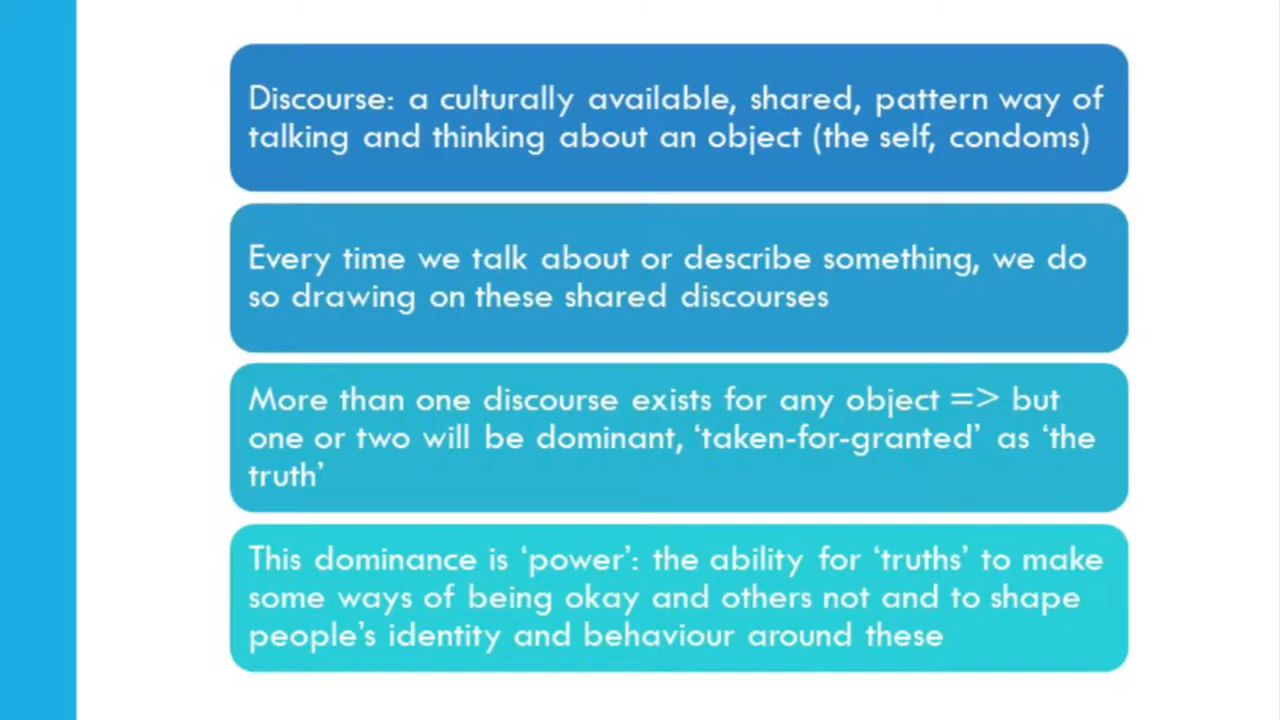 Discourse: a culturally available, shared, pattern way of
talking and thinking about an object (the self, condoms)
Every time we talk about or describe something, we do
so drawing on these shared discourses
More than one discourse exists for any object => but
one or two will be dominant, ‘taken-for-granted’ as ‘the
truth’
This dominance is ‘power’: the ability for ‘truths’ to make
some ways of being okay and others not and to shape
people’s identity and behaviour around these